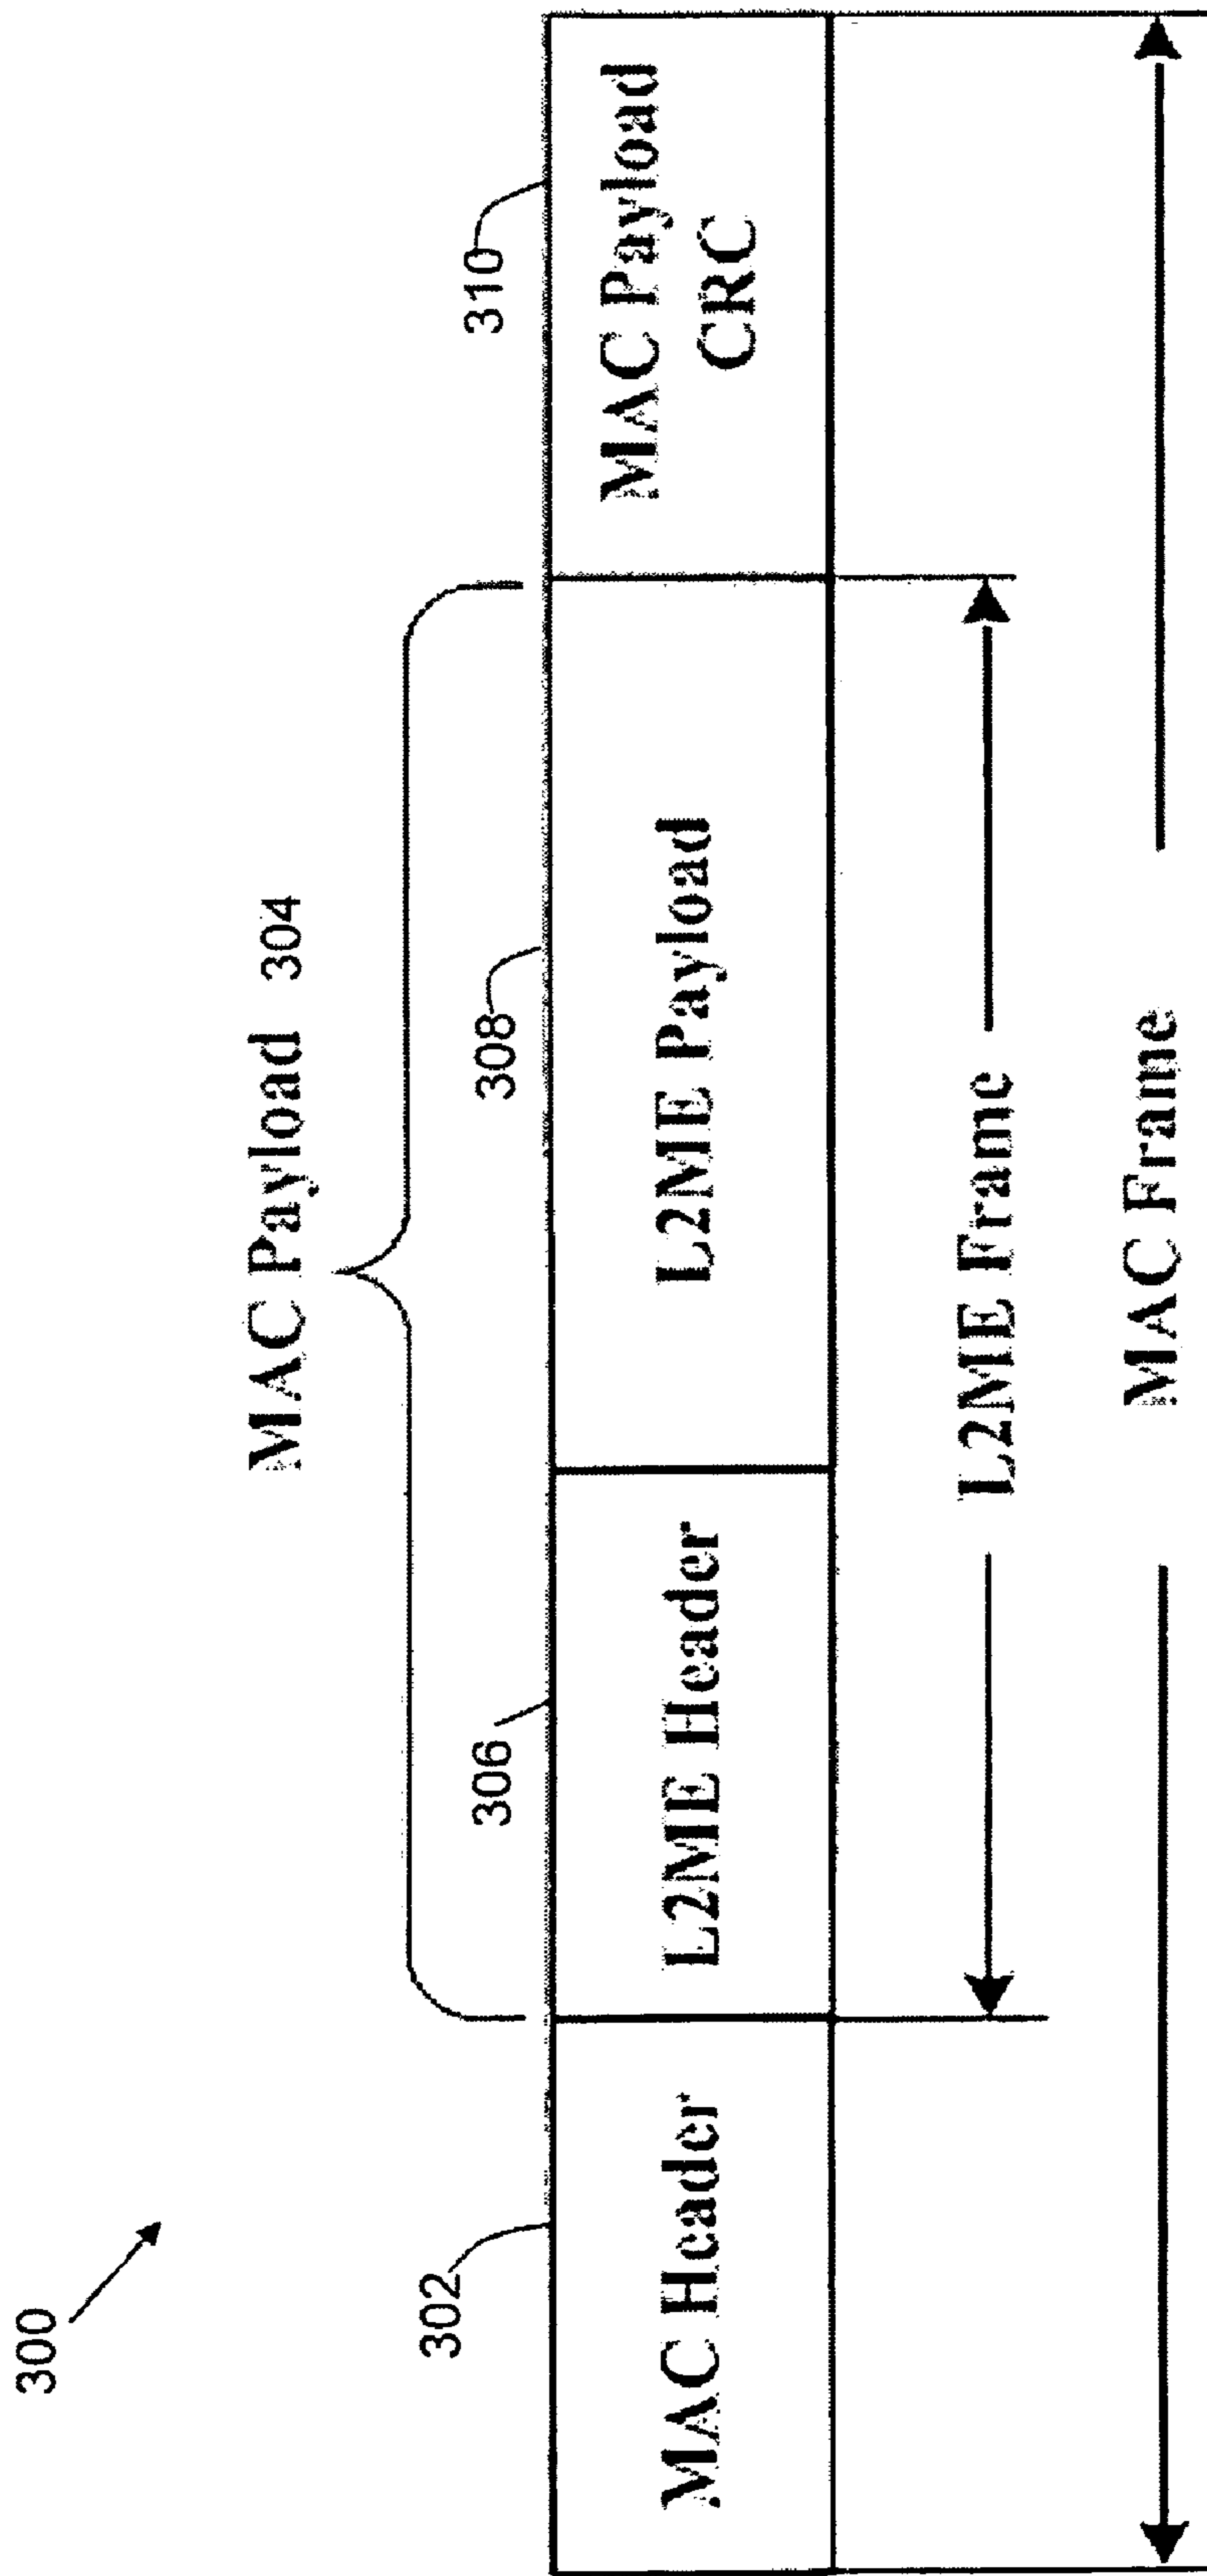 300
MAC Payload 304
302
306
308
310
MAC Header
L2ME Header
L2ME Payload
MAC Payload
CRC
L2ME Frame
MAC Frame